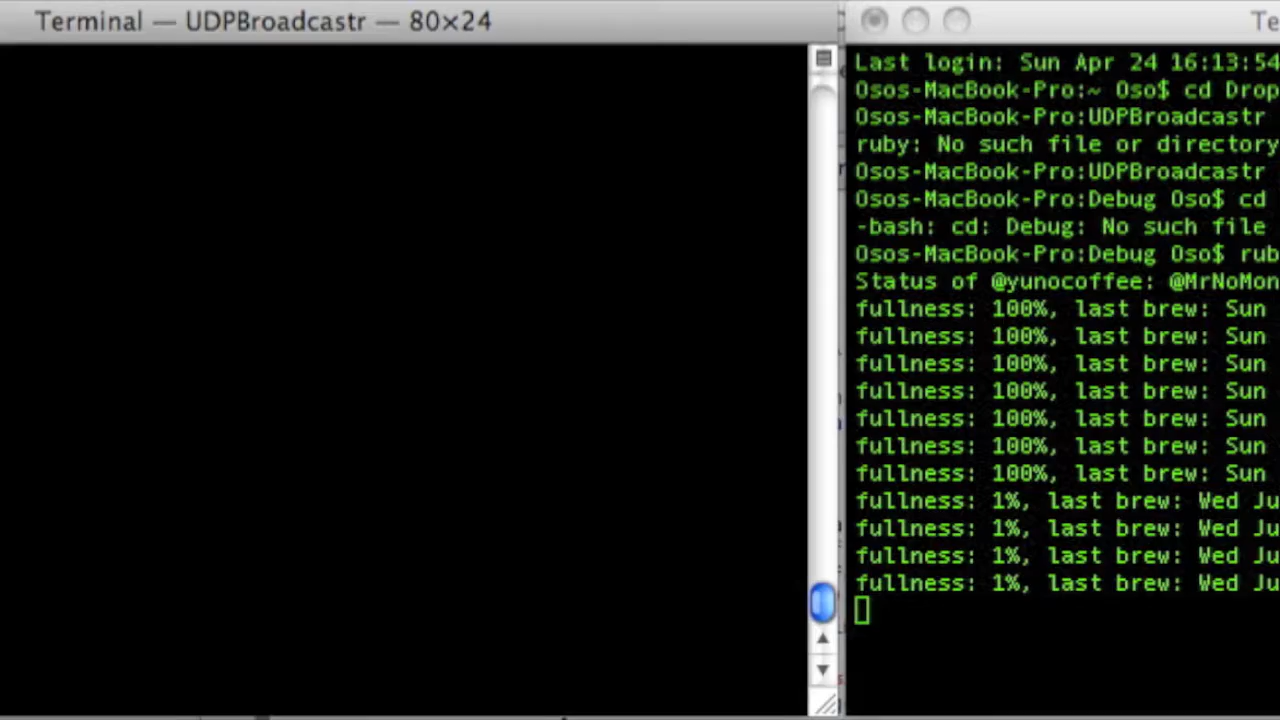 Terminal — UDPBroadcastr — 80×24
Te
Last login: Sun Apr 24 16:13:54
Osos-MacBook-Pro:~ Oso$ cd Drop
Osos-MacBook-Pro:UDPBroadcastr
ruby: No such file or directory
Osos-MacBook-Pro:UDPBroadcastr
Osos-MacBook-Pro:Debug Oso$ cd
-bash: cd: Debug: No such file
Osos-MacBook-Pro:Debug Oso$ rub
Status of @yunocoffee: @MrNoMon
fullness: 100%, last brew: Sun
fullness: 100%, last brew: Sun
fullness: 100%, last brew: Sun
fullness: 100%, last brew: Sun
fullness: 100%, last brew: Sun
fullness: 100%, last brew: Sun
fullness: 100%, last brew: Sun
fullness: 1%, last brew: Wed Ju
fullness: 1%, last brew: Wed Ju
fullness: 1%, last brew: Wed Ju
fullness: 1%, last brew: Wed Ju